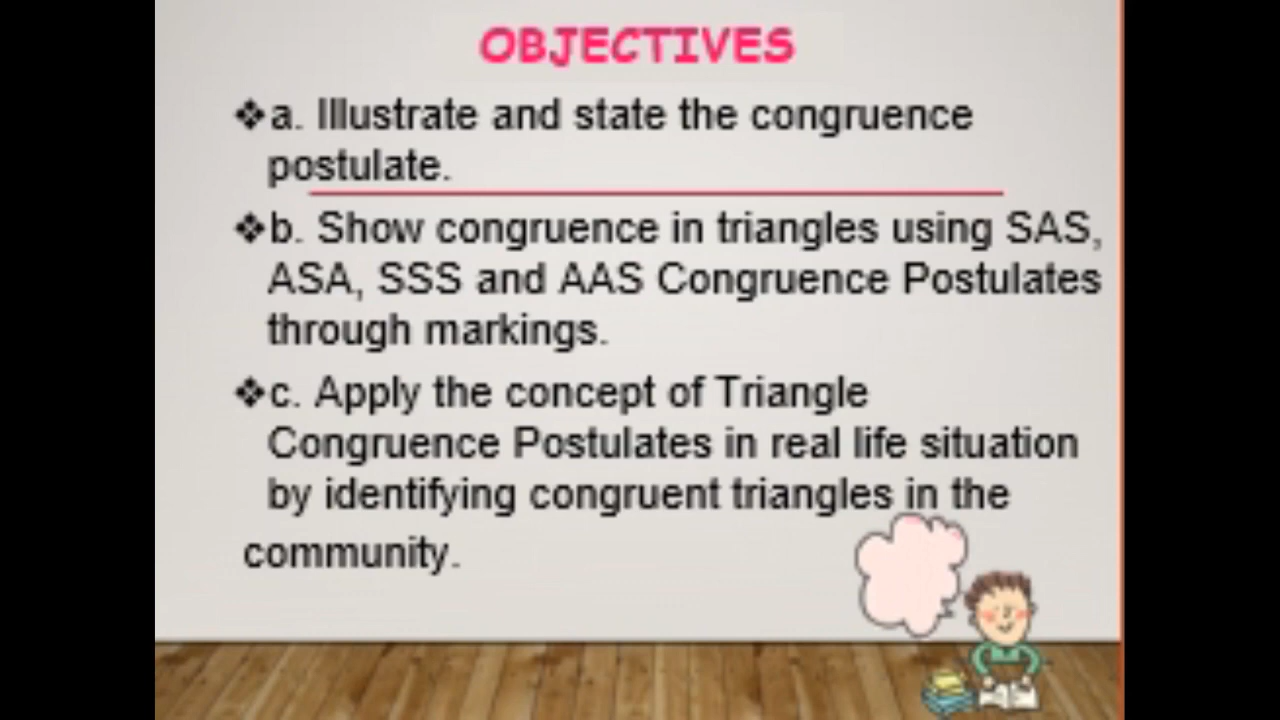 OBJECTIVES
❖a. Illustrate and state the congruence
postulate.
❖b. Show congruence in triangles using SAS,
ASA, SSS and AAS Congruence Postulates
through markings.
❖c. Apply the concept of Triangle
Congruence Postulates in real life situation
by identifying congruent triangles in the
community.